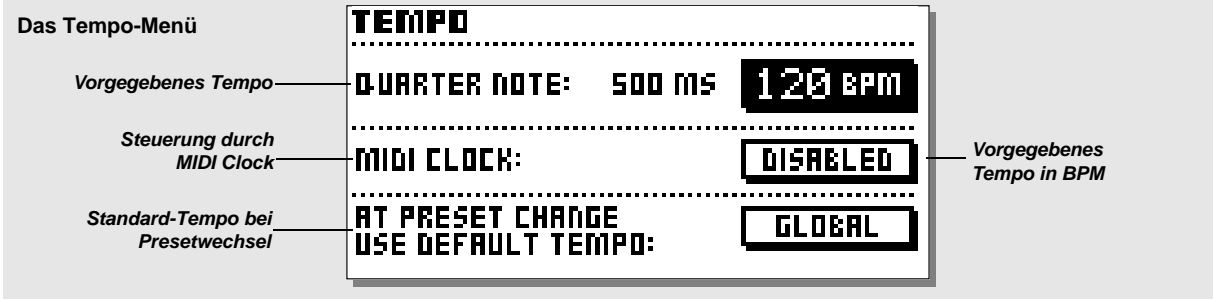 Das Tempo-Menü
TEMPO
Vorgegebenes Tempo
QUARTER NOTE: 500 MS 120 BPM
Steuerung durch
MIDI Clock
MIDI CLOCK: DISABLED
Vorgegebenes
Tempo in BPM
Standard-Tempo bei
Presetwechsel
AT PRESET CHANGE
USE DEFAULT TEMPO: GLOBAL